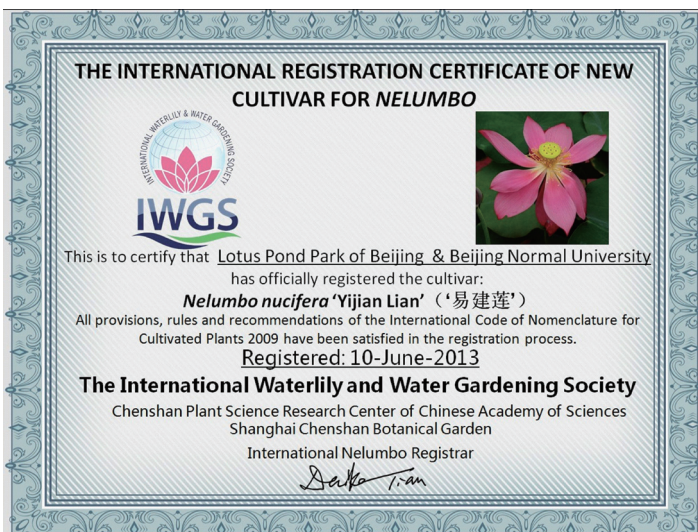 THE INTERNATIONAL REGISTRATION CERTIFICATE OF NEW
CULTIVAR FOR NELUMBO
INTERNATIONAL WATERLILY & WATER GARDENING SOCIETY
IWGS
This is to certify that Lotus Pond Park of Beijing & Beijing Normal University
has officially registered the cultivar:
Nelumbo nucifera ‘Yijian Lian’（‘易建莲’）
All provisions, rules and recommendations of the International Code of Nomenclature for
Cultivated Plants 2009 have been satisfied in the registration process.
Registered: 10-June-2013
The International Waterlily and Water Gardening Society
Chenshan Plant Science Research Center of Chinese Academy of Sciences
Shanghai Chenshan Botanical Garden
International Nelumbo Registrar
Daike Tian